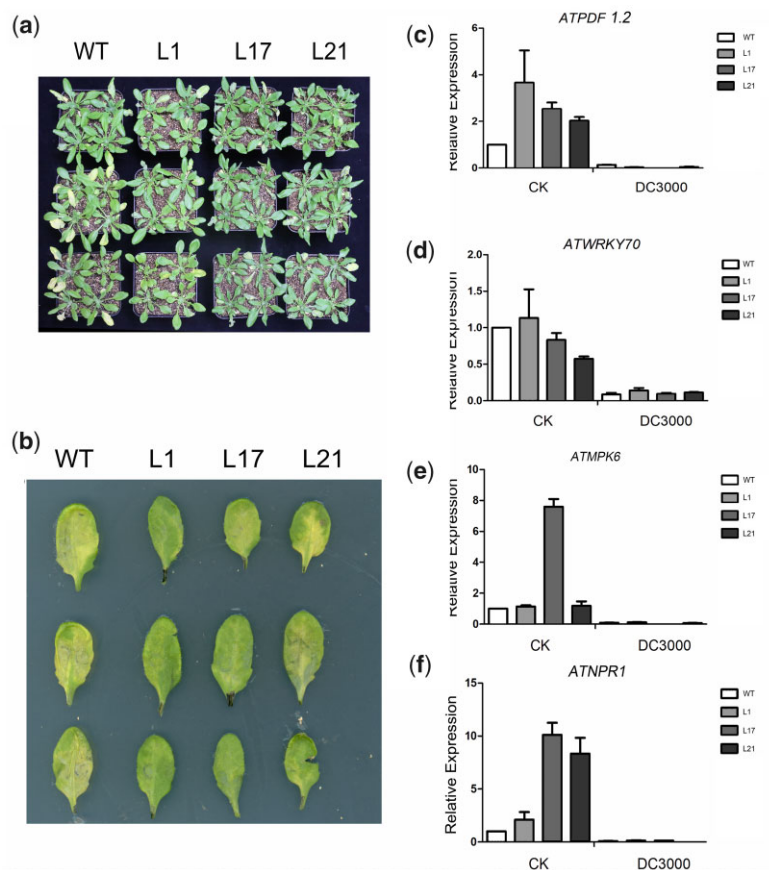 (a)
WT L1 L17 L21
(b)
WT L1 L17 L21
(c)
ATPDF 1.2
Relative Expression
6
4
2
0
CK DC3000
WT
L1
L17
L21
(d)
ATWRKY70
Relative Expression
2.0
1.5
1.0
0.5
0.0
CK DC3000
WT
L1
L17
L21
(e)
ATMPK6
Relative Expression
10
8
6
4
2
0
CK DC3000
WT
L1
L17
L21
(f)
ATNPR1
Relative Expression
15
10
5
0
CK DC3000
WT
L1
L17
L21